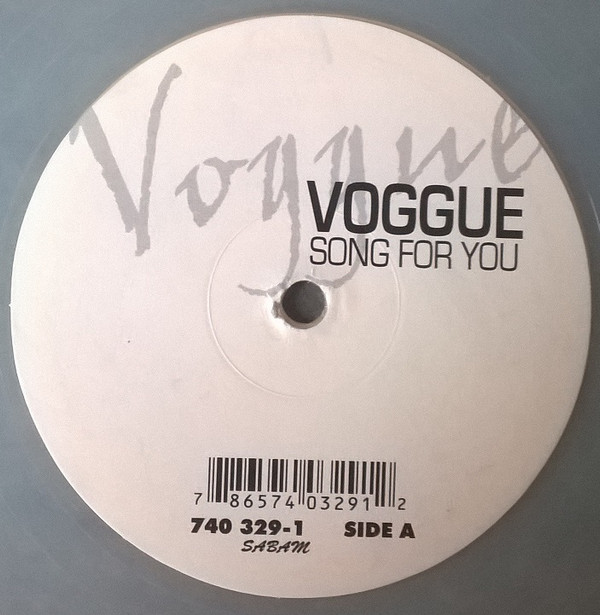 Voggue
VOGGUE
SONG FOR YOU
7 86574 03291 2
740 329-1 SIDE A
SABAM